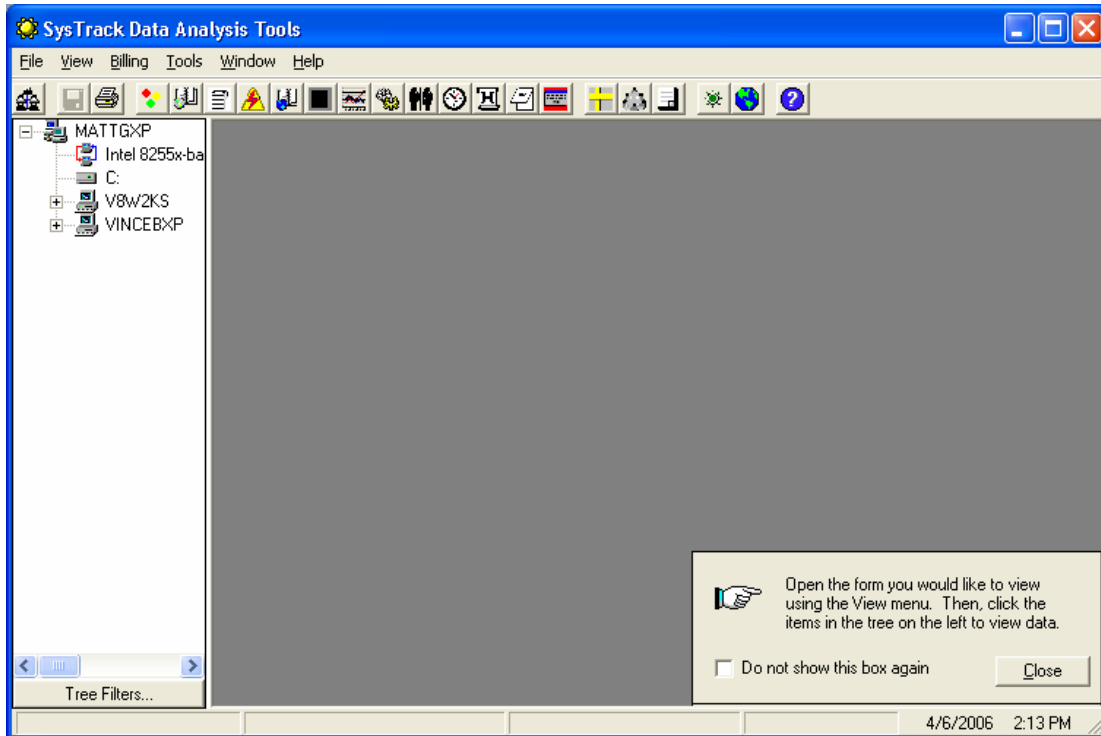 SysTrack Data Analysis Tools
File View Billing Tools Window Help
MATTGXP
Intel 8255x-ba
C:
V8W2KS
VINCEBXP
Open the form you would like to view
using the View menu. Then, click the
items in the tree on the left to view data.
Do not show this box again
Close
Tree Filters...
4/6/2006 2:13 PM